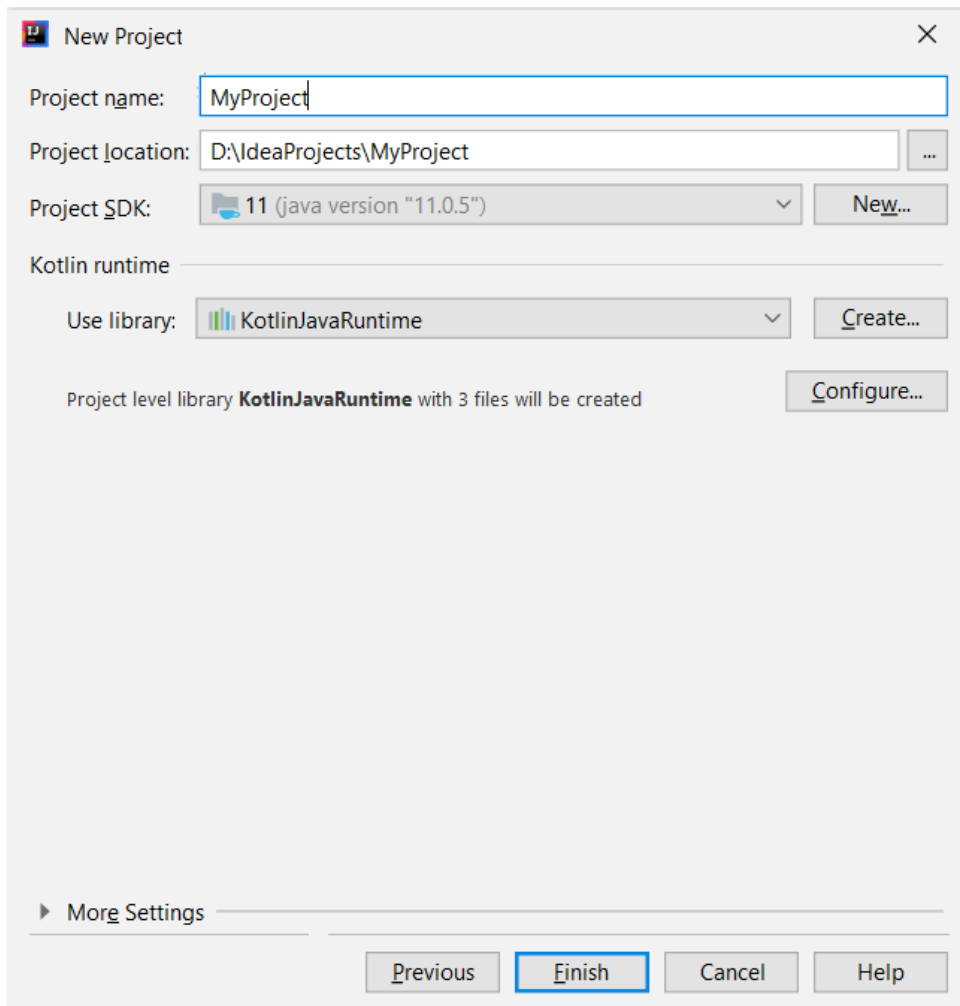 New Project
Project name: MyProject
Project location: D:\IdeaProjects\MyProject ...
Project SDK: 11 (java version "11.0.5") New...
Kotlin runtime
Use library: KotlinJavaRuntime Create...
Project level library KotlinJavaRuntime with 3 files will be created Configure...
More Settings
Previous Finish Cancel Help